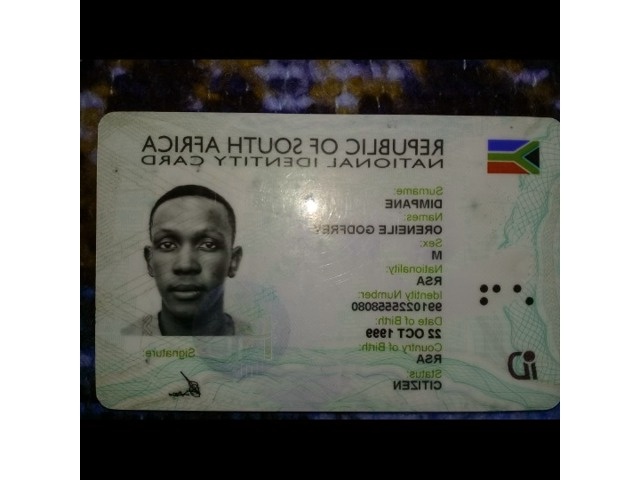 REPUBLIC OF SOUTH AFRICA
NATIONAL IDENTITY CARD
Surname:
DIMPANE
Names:
ORENEILE GODFREY
Sex:
M
Nationality:
RSA
Identity Number:
9910225558080
Date of Birth:
22 OCT 1999
Country of Birth:
RSA
Status:
CITIZEN
Signature:
iD